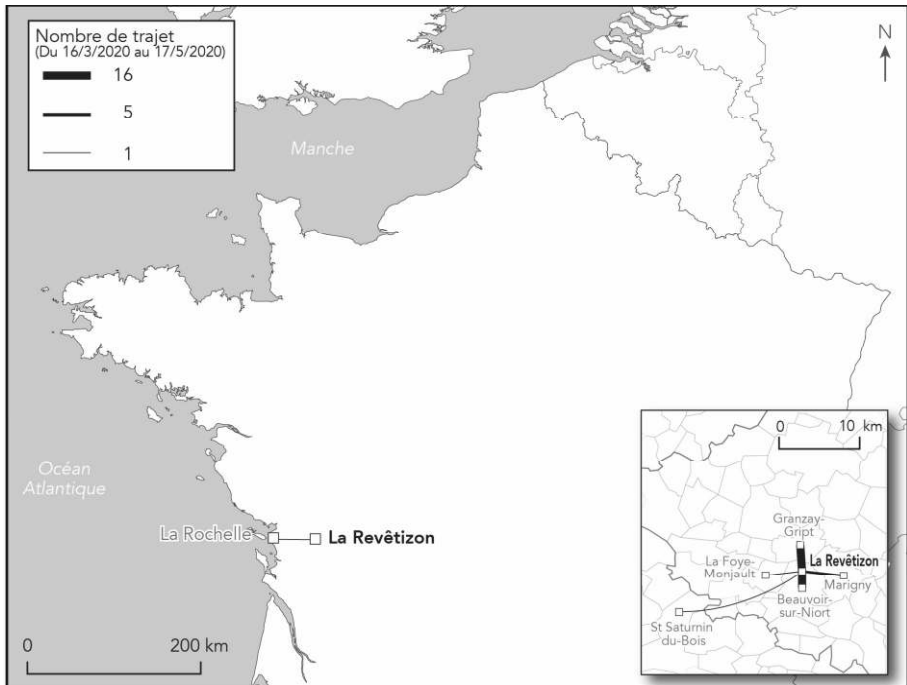 Nombre de trajet
(Du 16/3/2020 au 17/5/2020)
16
5
1
N
Manche
Océan
Atlantique
La Rochelle
La Revêtizon
0 200 km
0 10 km
Granzay-
Gript
La Foye-
Monjault
La Revêtizon
Marigny
Beauvoir-
sur-Niort
St Saturnin
du-Bois